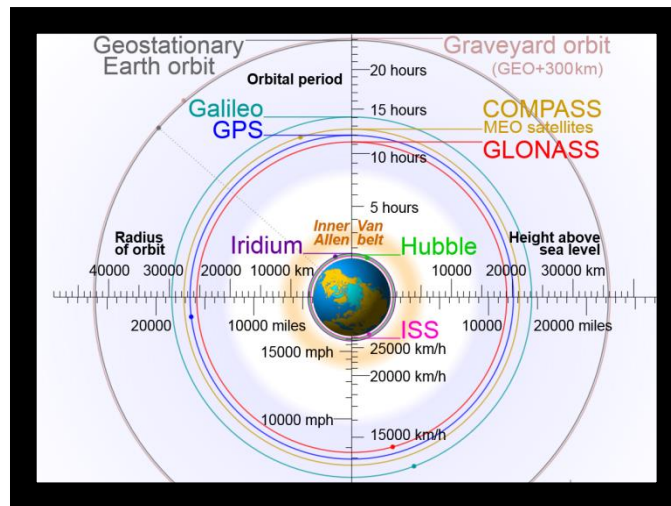 Geostationary
Earth orbit
Graveyard orbit
(GEO+300km)
Orbital period
20 hours
Galileo
GPS
15 hours
COMPASS
MEO satellites
GLONASS
10 hours
5 hours
Inner Van
Allen belt
Radius
of orbit
Iridium
Hubble
Height above
sea level
40000 30000 20000 10000 km
10000 20000 30000 km
20000 10000 miles
10000 20000 miles
ISS
15000 mph
25000 km/h
20000 km/h
10000 mph
15000 km/h